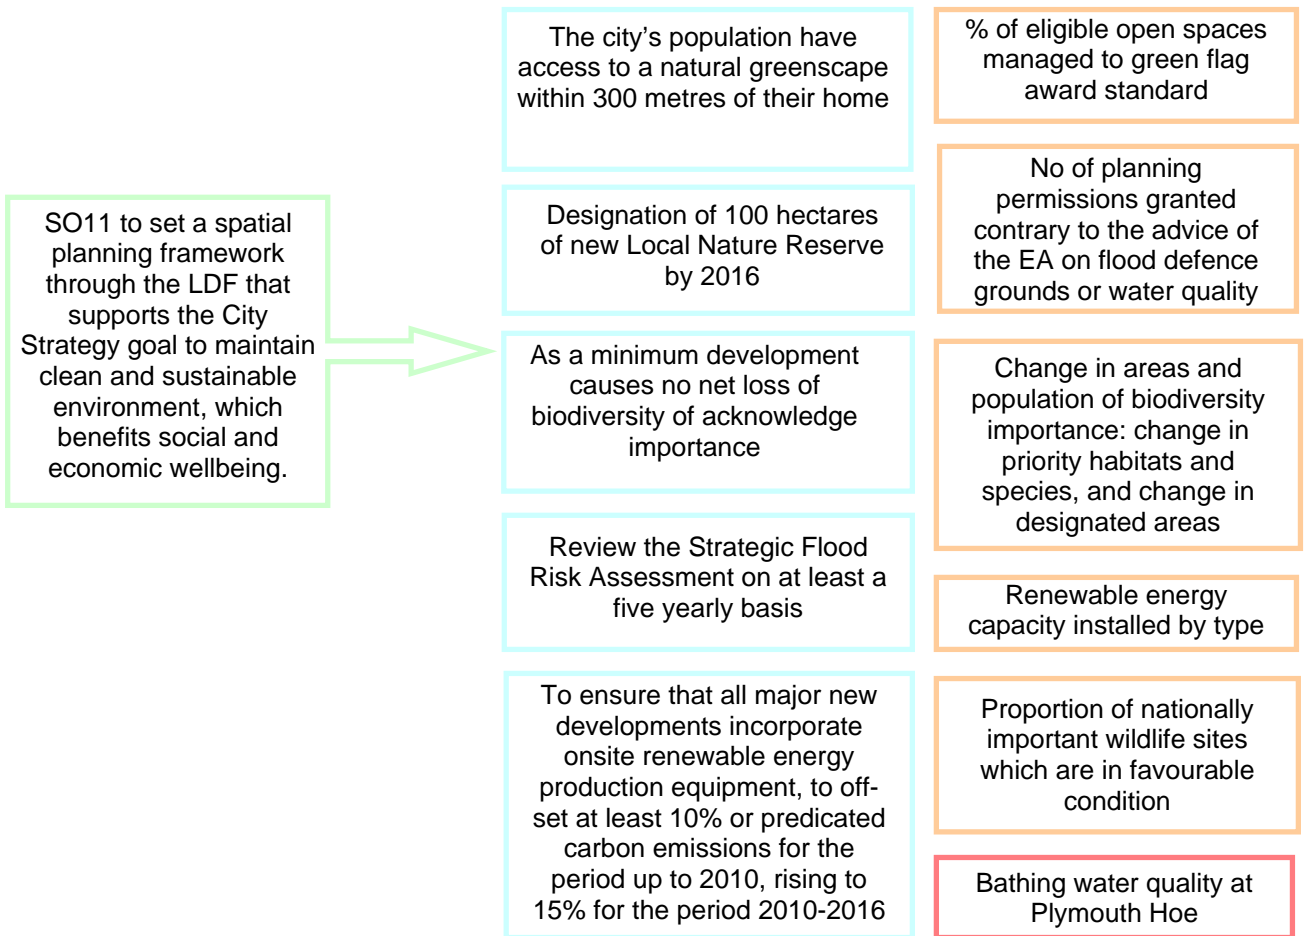 SO11 to set a spatial
planning framework
through the LDF that
supports the City
Strategy goal to maintain
clean and sustainable
environment, which
benefits social and
economic wellbeing.
The city’s population have
access to a natural greenscape
within 300 metres of their home
Designation of 100 hectares
of new Local Nature Reserve
by 2016
As a minimum development
causes no net loss of
biodiversity of acknowledge
importance
Review the Strategic Flood
Risk Assessment on at least a
five yearly basis
To ensure that all major new
developments incorporate
onsite renewable energy
production equipment, to off-
set at least 10% or predicated
carbon emissions for the
period up to 2010, rising to
15% for the period 2010-2016
% of eligible open spaces
managed to green flag
award standard
No of planning
permissions granted
contrary to the advice of
the EA on flood defence
grounds or water quality
Change in areas and
population of biodiversity
importance: change in
priority habitats and
species, and change in
designated areas
Renewable energy
capacity installed by type
Proportion of nationally
important wildlife sites
which are in favourable
condition
Bathing water quality at
Plymouth Hoe